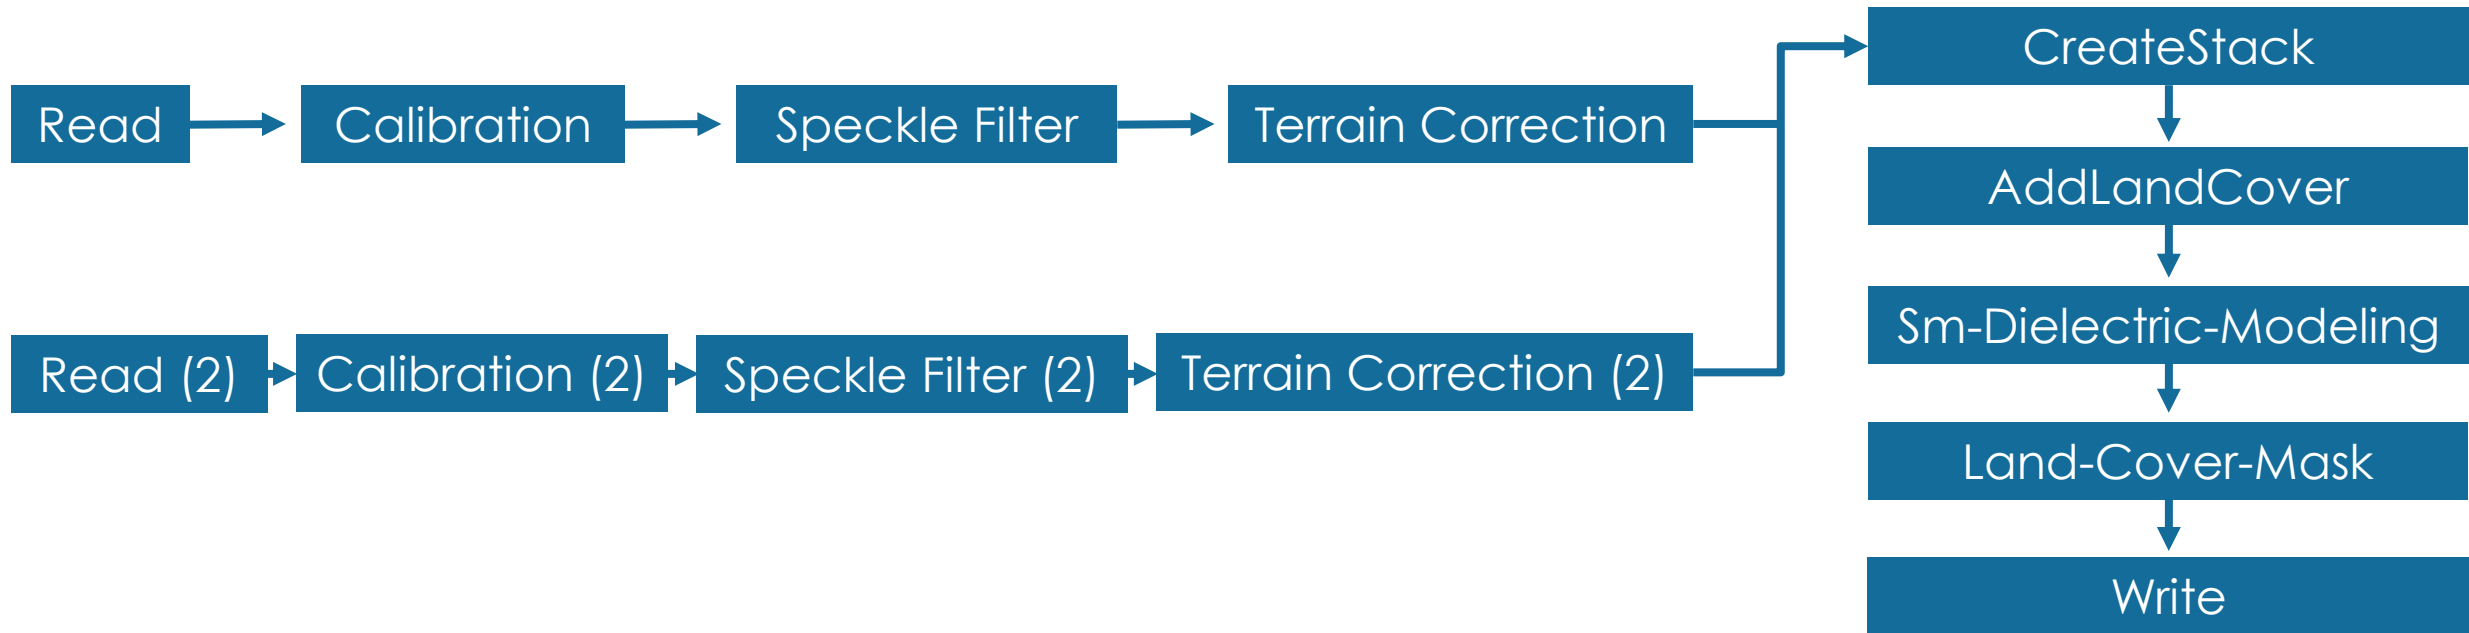 Read
Calibration
Speckle Filter
Terrain Correction
Read (2)
Calibration (2)
Speckle Filter (2)
Terrain Correction (2)
CreateStack
AddLandCover
Sm-Dielectric-Modeling
Land-Cover-Mask
Write